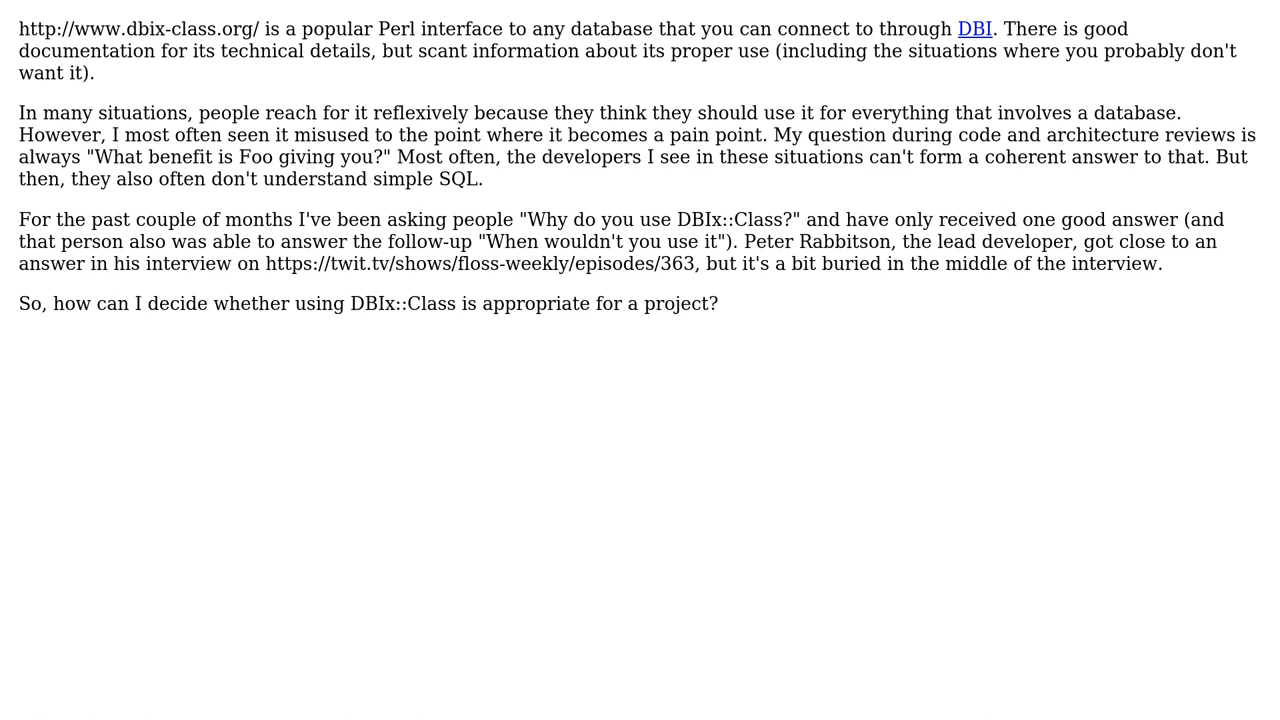 http://www.dbix-class.org/ is a popular Perl interface to any database that you can connect to through DBI. There is good
documentation for its technical details, but scant information about its proper use (including the situations where you probably don't
want it).
In many situations, people reach for it reflexively because they think they should use it for everything that involves a database.
However, I most often seen it misused to the point where it becomes a pain point. My question during code and architecture reviews is
always "What benefit is Foo giving you?" Most often, the developers I see in these situations can't form a coherent answer to that. But
then, they also often don't understand simple SQL.
For the past couple of months I've been asking people "Why do you use DBIx::Class?" and have only received one good answer (and
that person also was able to answer the follow-up "When wouldn't you use it"). Peter Rabbitson, the lead developer, got close to an
answer in his interview on https://twit.tv/shows/floss-weekly/episodes/363, but it's a bit buried in the middle of the interview.
So, how can I decide whether using DBIx::Class is appropriate for a project?